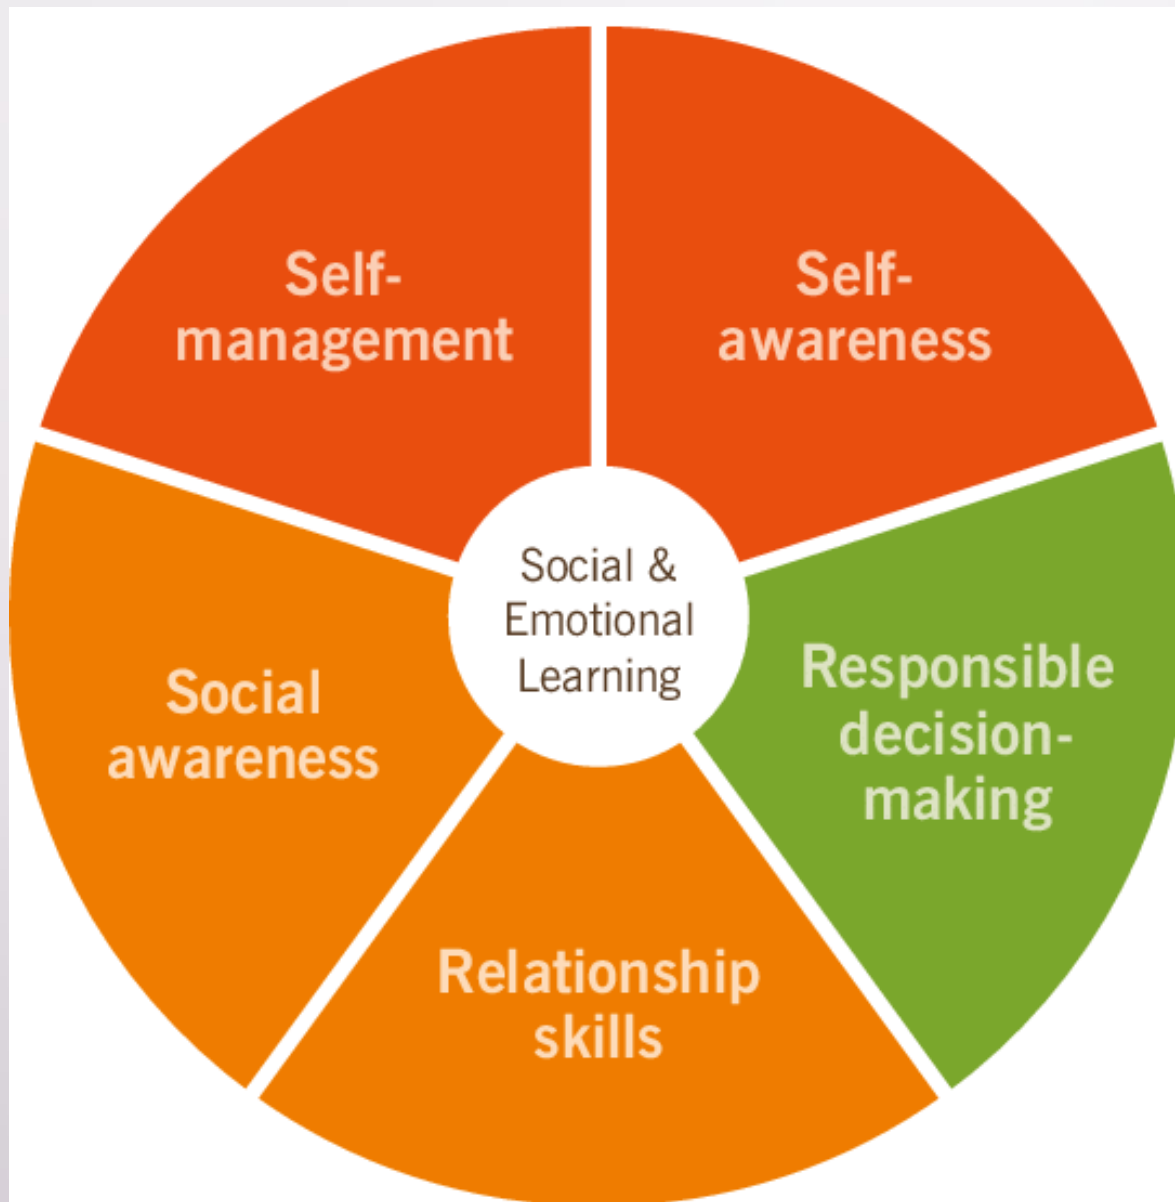 Self-
management
Self-
awareness
Social &
Emotional
Learning
Social
awareness
Responsible
decision-
making
Relationship
skills